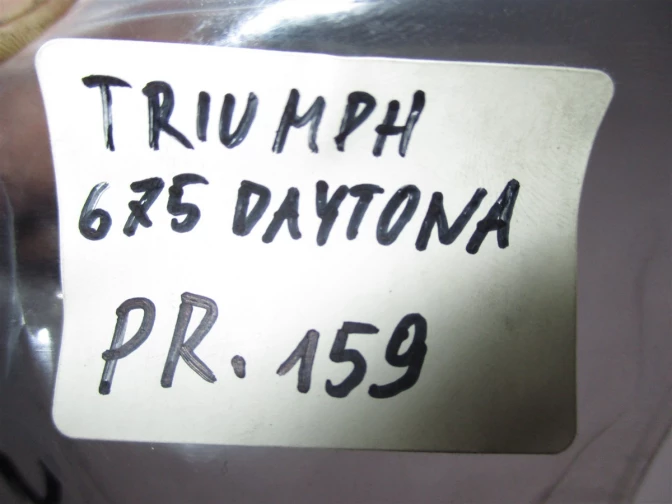 TRIUMPH
675 DAYTONA
PR. 159